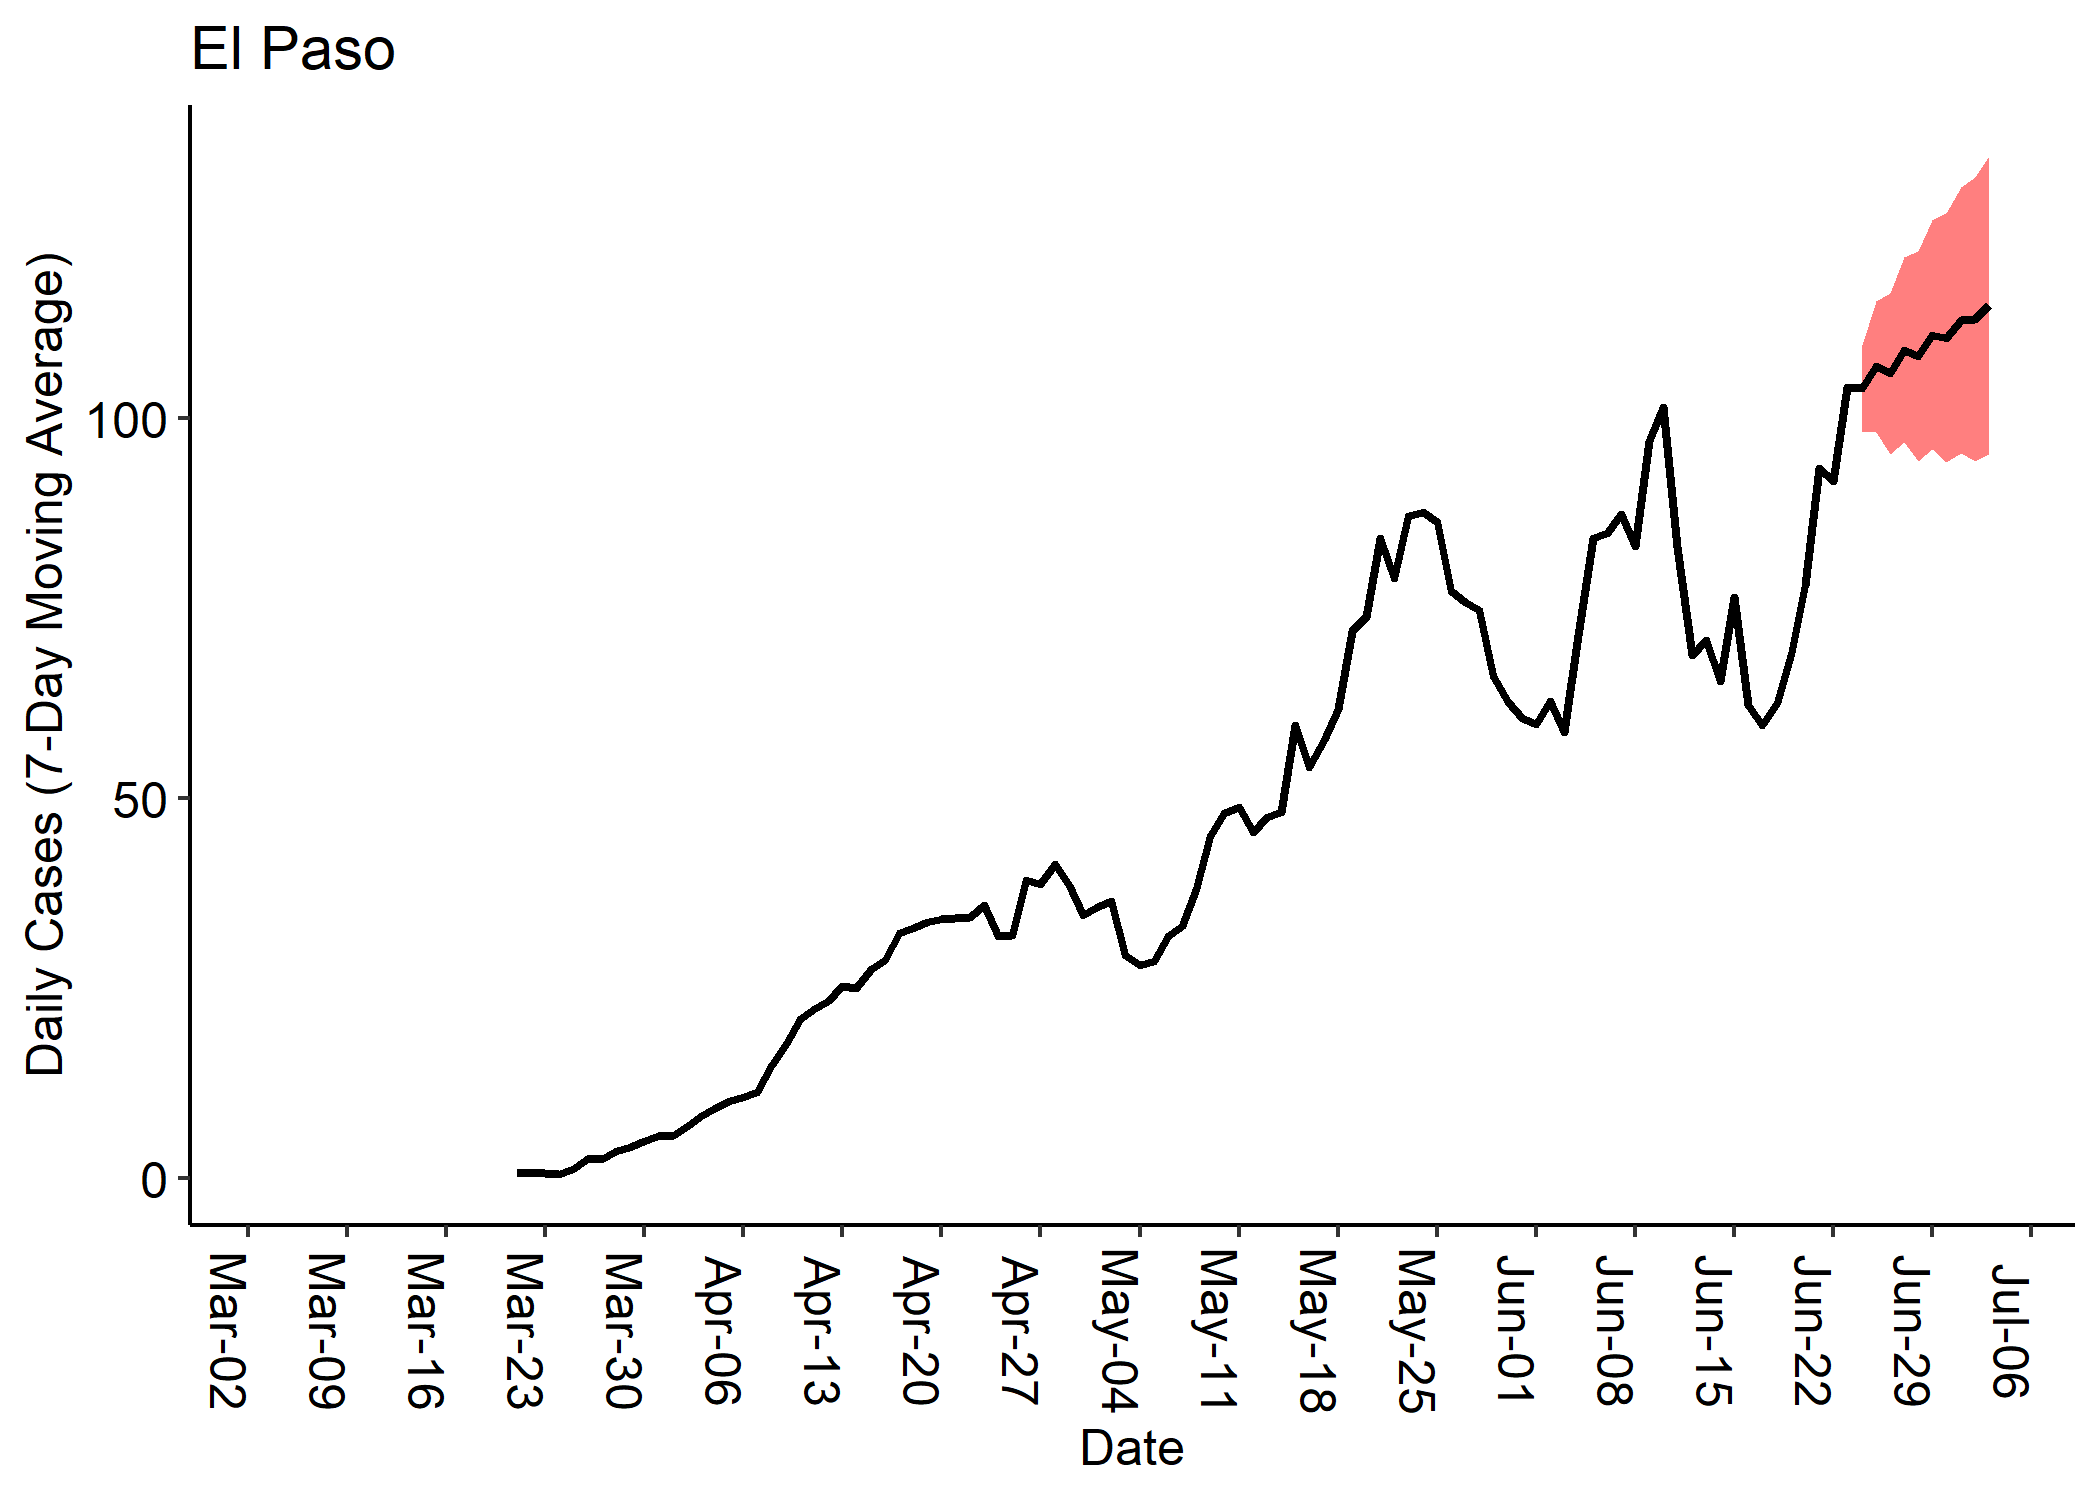 El Paso
Daily Cases (7-Day Moving Average)
100
50
0
Mar-02
Mar-09
Mar-16
Mar-23
Mar-30
Apr-06
Apr-13
Apr-20
Apr-27
May-04
May-11
May-18
May-25
Jun-01
Jun-08
Jun-15
Jun-22
Jun-29
Jul-06
Date